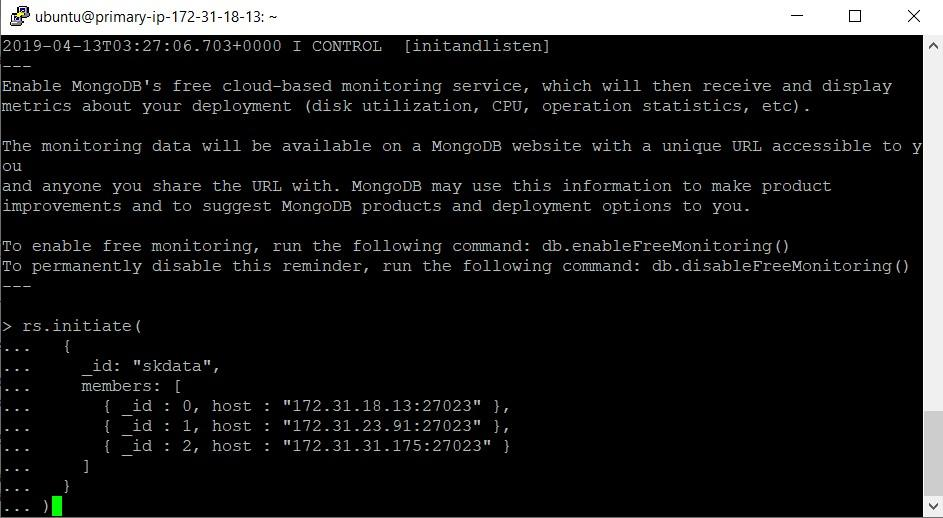 ubuntu@primary-ip-172-31-18-13: ~
2019-04-13T03:27:06.703+0000 I CONTROL  [initandlisten]
---
Enable MongoDB's free cloud-based monitoring service, which will then receive and display
metrics about your deployment (disk utilization, CPU, operation statistics, etc).

The monitoring data will be available on a MongoDB website with a unique URL accessible to y
ou
and anyone you share the URL with. MongoDB may use this information to make product
improvements and to suggest MongoDB products and deployment options to you.

To enable free monitoring, run the following command: db.enableFreeMonitoring()
To permanently disable this reminder, run the following command: db.disableFreeMonitoring()
---

> rs.initiate(
...   {
...     _id: "skdata",
...     members: [
...       { _id : 0, host : "172.31.18.13:27023" },
...       { _id : 1, host : "172.31.23.91:27023" },
...       { _id : 2, host : "172.31.31.175:27023" }
...     ]
...   }
... )